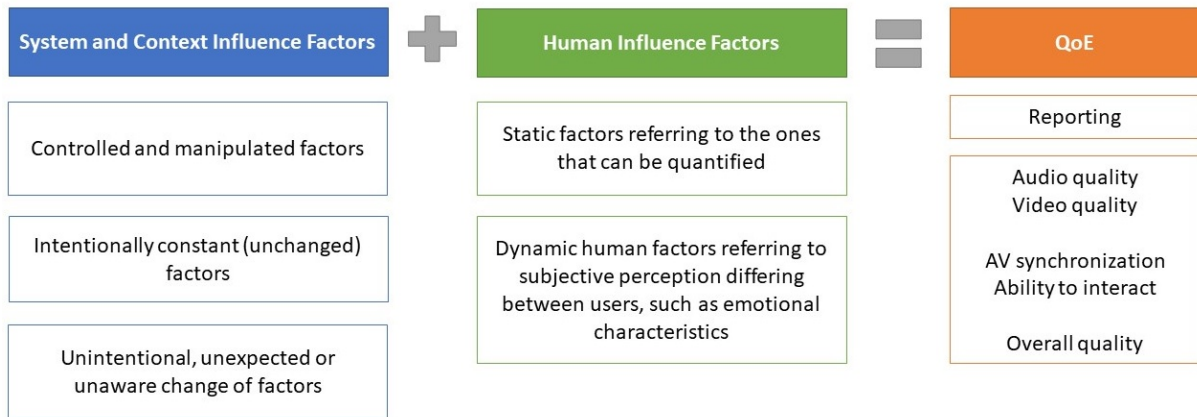 System and Context Influence Factors
Controlled and manipulated factors
Intentionally constant (unchanged)
factors
Unintentional, unexpected or
unaware change of factors
Human Influence Factors
Static factors referring to the ones
that can be quantified
Dynamic human factors referring to
subjective perception differing
between users, such as emotional
characteristics
QoE
Reporting
Audio quality
Video quality
AV synchronization
Ability to interact
Overall quality